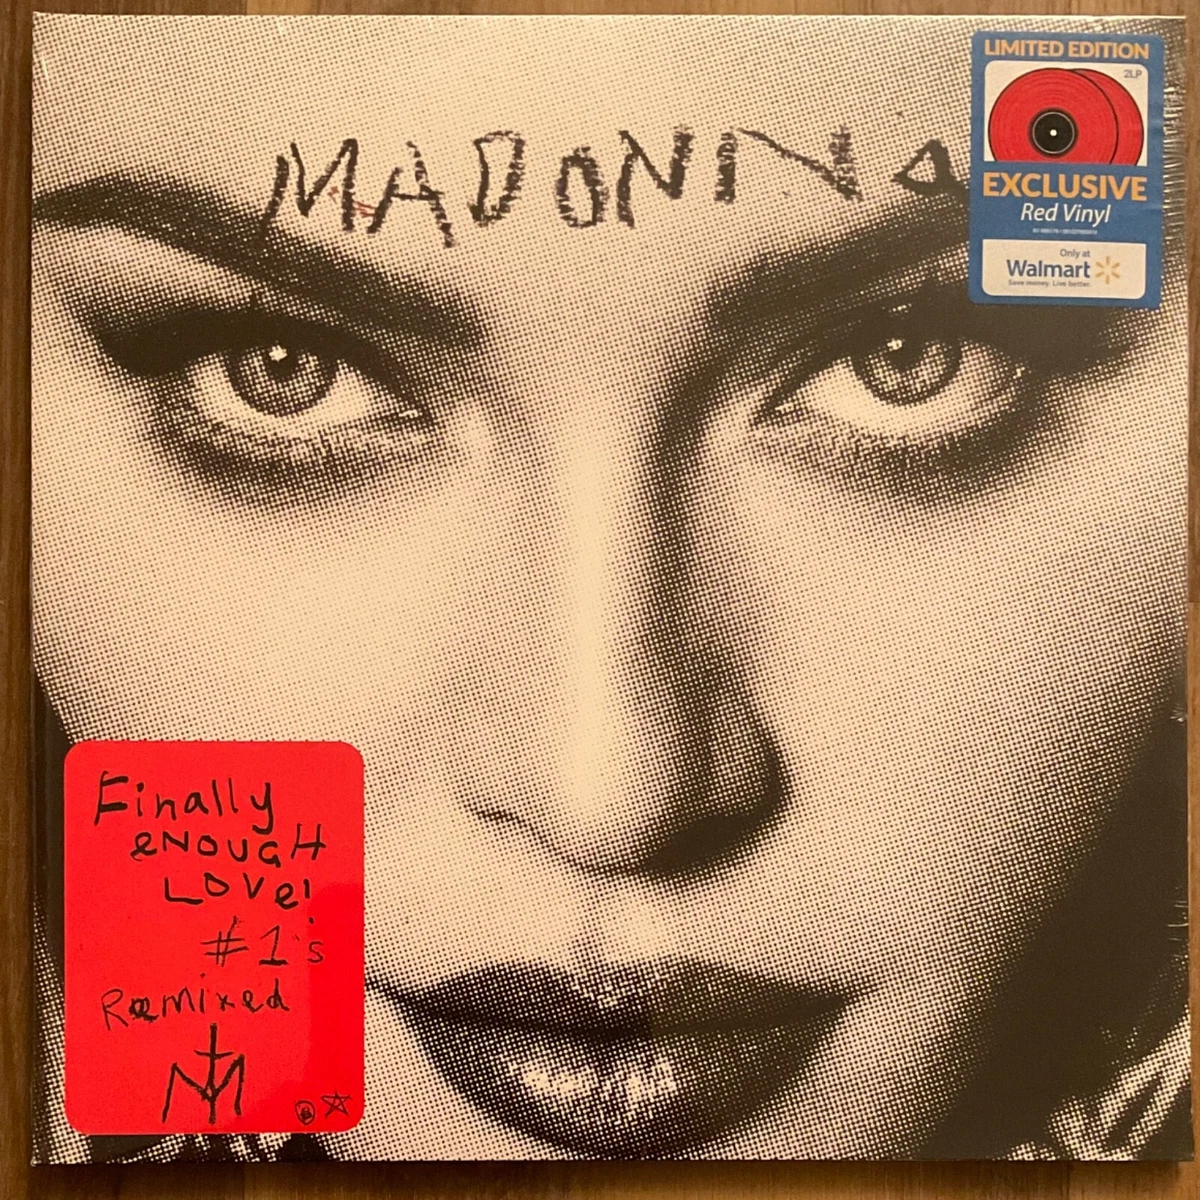 MADONNA
LIMITED EDITION
2LP
EXCLUSIVE
Red Vinyl
Only at
Walmart
Save money. Live better.
Finally
eNOUGH
LOVe!
#1's
Remixed
M